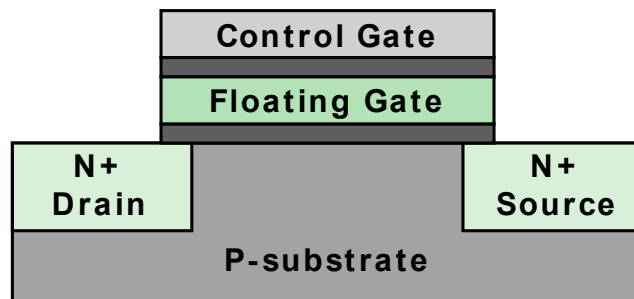 Control Gate
Floating Gate
N+
Drain
N+
Source
P-substrate